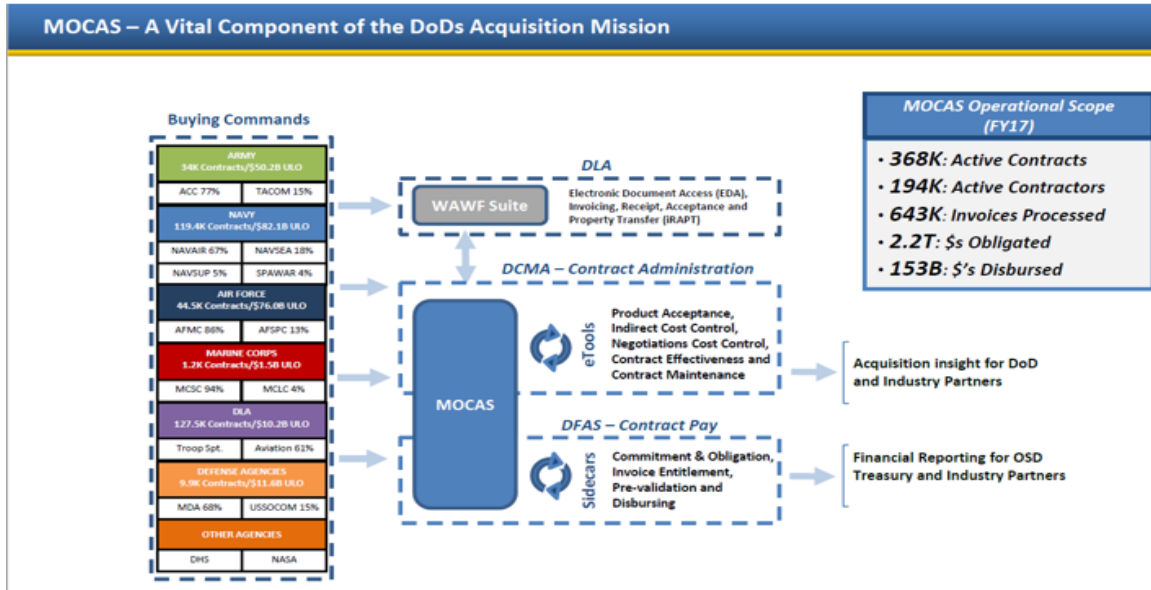 MOCAS – A Vital Component of the DoDs Acquisition Mission
Buying Commands
ARMY
34K Contracts/$50.2B ULO
ACC 77%
TACOM 15%
NAVY
119.4K Contracts/$82.1B ULO
NAVAIR 67%
NAVSEA 18%
NAVSUP 5%
SPAWAR 4%
AIR FORCE
44.5K Contracts/$76.0B ULO
AFMC 86%
AFSPC 13%
MARINE CORPS
1.2K Contracts/$1.5B ULO
MCSC 94%
MCLC 4%
DLA
127.5K Contracts/$10.2B ULO
Troop Spt.
Aviation 61%
DEFENSE AGENCIES
9.9K Contracts/$11.6B ULO
MDA 68%
USSOCOM 15%
OTHER AGENCIES
DHS
NASA
DLA
WAWF Suite
Electronic Document Access (EDA),
Invoicing, Receipt, Acceptance and
Property Transfer (iRAPT)
DCMA – Contract Administration
MOCAS
eTools
Product Acceptance,
Indirect Cost Control,
Negotiations Cost Control,
Contract Effectiveness and
Contract Maintenance
DFAS – Contract Pay
Sidecars
Commitment & Obligation,
Invoice Entitlement,
Pre-validation and
Disbursing
MOCAS Operational Scope
(FY17)
• 368K: Active Contracts
• 194K: Active Contractors
• 643K: Invoices Processed
• 2.2T: $s Obligated
• 153B: $'s Disbursed
Acquisition insight for DoD
and Industry Partners
Financial Reporting for OSD
Treasury and Industry Partners